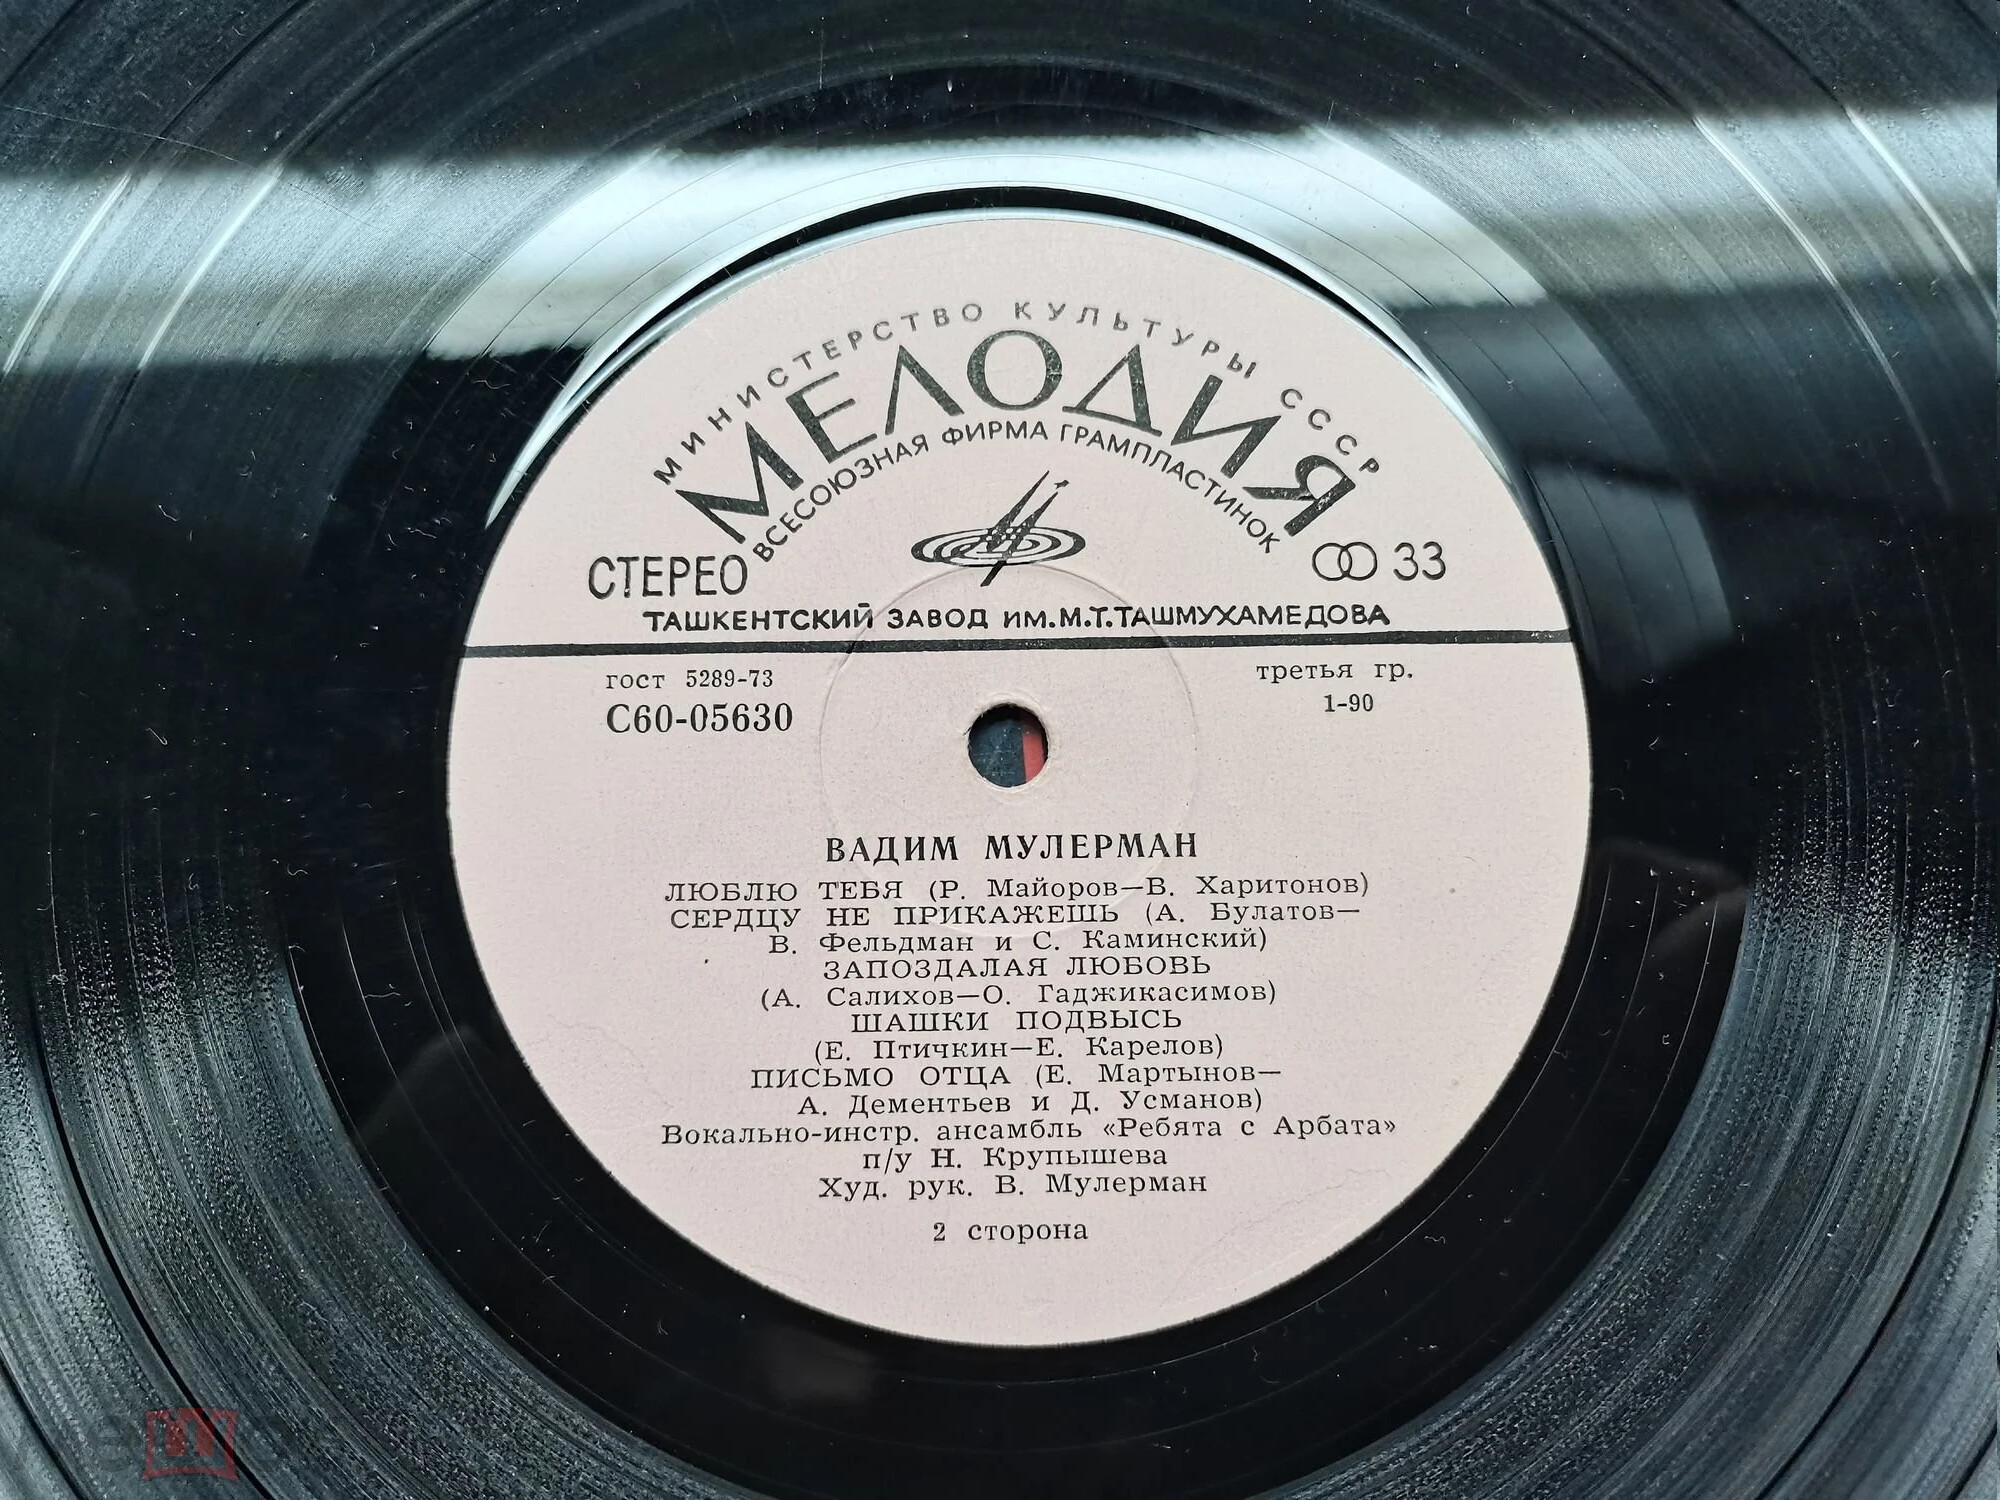 МИНИСТЕРСТВО КУЛЬТУРЫ СССР
МЕЛОДИЯ
ВСЕСОЮЗНАЯ ФИРМА ГРАМПЛАСТИНОК
СТЕРЕО
33
ТАШКЕНТСКИЙ ЗАВОД ИМ.М.Т.ТАШМУХАМЕДОВА
гост 5289-73
третья гр.
С60-05630
1-90
ВАДИМ МУЛЕРМАН
ЛЮБЛЮ ТЕБЯ (Р. Майоров—В. Харитонов)
СЕРДЦУ НЕ ПРИКАЖЕШЬ (А. Булатов—
В. Фельдман и С. Каминский)
ЗАПОЗДАЛАЯ ЛЮБОВЬ
(А. Салихов—О. Гаджикасимов)
ШАШКИ ПОДВЫСЬ
(Е. Птичкин—Е. Карелов)
ПИСЬМО ОТЦА (Е. Мартынов—
А. Дементьев и Д. Усманов)
Вокально-инстр. ансамбль «Ребята с Арбата»
п/у Н. Крупышева
Худ. рук. В. Мулерман
2 сторона